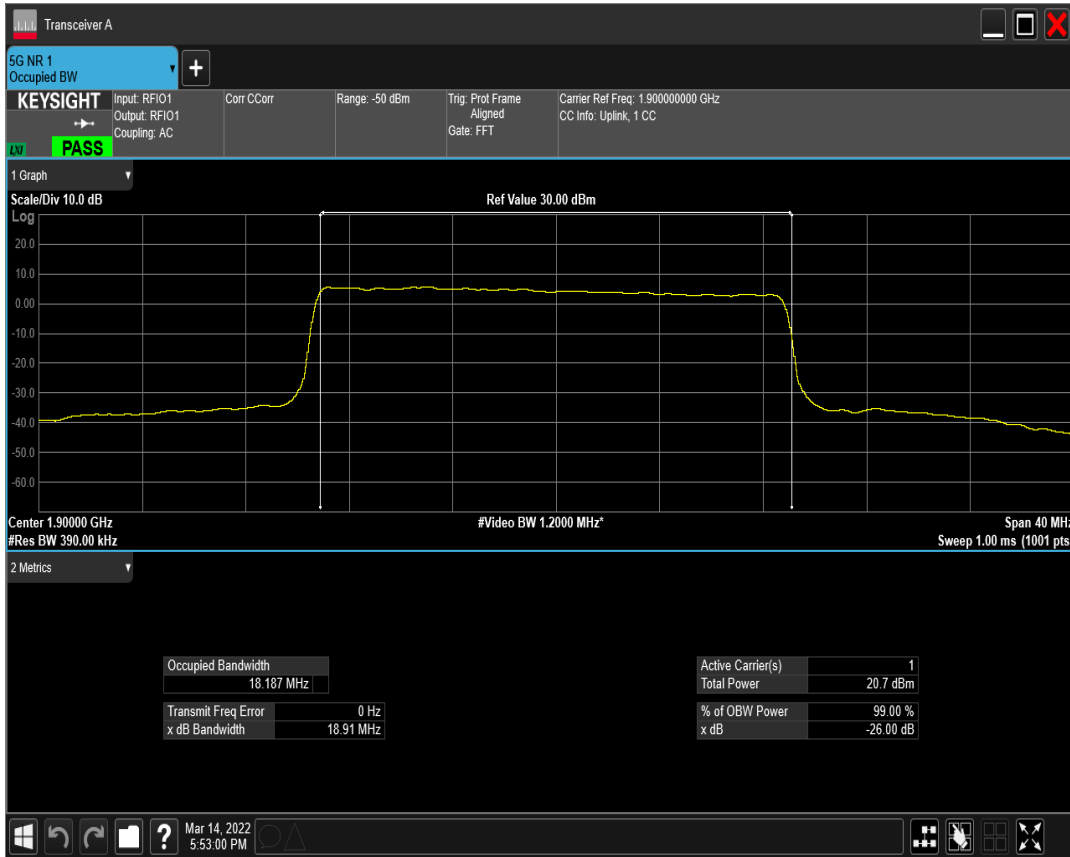 Transceiver A
5G NR 1
Occupied BW
KEYSIGHT
LXI
PASS
Input: RFIO1
Output: RFIO1
Coupling: AC
Corr CCorr
Range: -50 dBm
Trig: Prot Frame
Aligned
Gate: FFT
Carrier Ref Freq: 1.900000000 GHz
CC Info: Uplink, 1 CC
1 Graph
Scale/Div 10.0 dB
Ref Value 30.00 dBm
Log
20.0
10.0
0.00
-10.0
-20.0
-30.0
-40.0
-50.0
-60.0
Center 1.90000 GHz
#Video BW 1.2000 MHz*
Span 40 MHz
#Res BW 390.00 kHz
Sweep 1.00 ms (1001 pts
2 Metrics
Occupied Bandwidth
18.187 MHz
Transmit Freq Error 0 Hz
x dB Bandwidth 18.91 MHz
Active Carrier(s) 1
Total Power 20.7 dBm
% of OBW Power 99.00 %
x dB -26.00 dB
?
Mar 14, 2022
5:53:00 PM